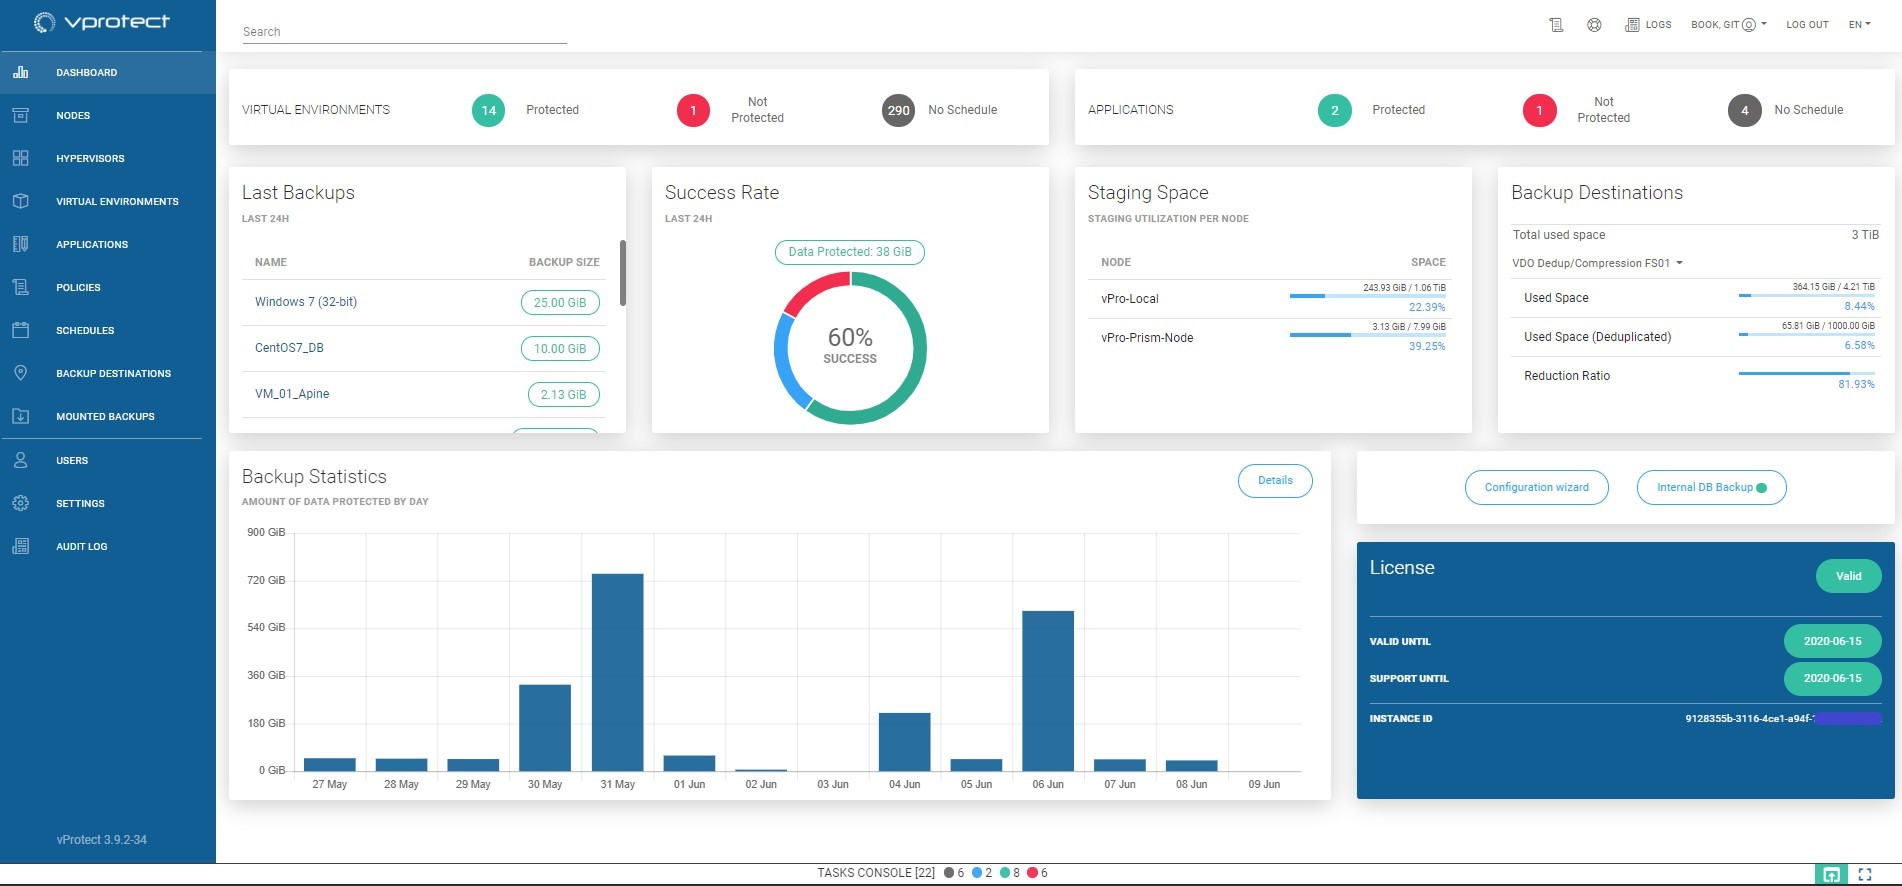 vprotect
Search
LOGS
BOOK, GIT
LOG OUT
EN
DASHBOARD
NODES
HYPERVISORS
VIRTUAL ENVIRONMENTS
APPLICATIONS
POLICIES
SCHEDULES
BACKUP DESTINATIONS
MOUNTED BACKUPS
USERS
SETTINGS
AUDIT LOG
vProtect 3.9.2-34
VIRTUAL ENVIRONMENTS
14 Protected
1 Not
Protected
290 No Schedule
APPLICATIONS
2 Protected
1 Not
Protected
4 No Schedule
Last Backups
LAST 24H
NAME BACKUP SIZE
Windows 7 (32-bit) 25.00 GiB
CentOS7_DB 10.00 GiB
VM_01_Apine 2.13 GiB
Success Rate
LAST 24H
Data Protected: 38 GiB
60%
SUCCESS
Staging Space
STAGING UTILIZATION PER NODE
NODE SPACE
243.93 GiB / 1.06 TiB
vPro-Local
22.39%
3.13 GiB / 7.99 GiB
vPro-Prism-Node
39.25%
Backup Destinations
Total used space 3 TiB
VDO Dedup/Compression FS01
364.15 GiB / 4.21 TiB
Used Space
8.44%
65.81 GiB / 1000.00 GiB
Used Space (Deduplicated)
6.58%
Reduction Ratio
81.93%
Backup Statistics
Details
AMOUNT OF DATA PROTECTED BY DAY
900 GiB
720 GiB
540 GiB
360 GiB
180 GiB
0 GiB
27 May 28 May 29 May 30 May 31 May 01 Jun 02 Jun 03 Jun 04 Jun 05 Jun 06 Jun 07 Jun 08 Jun 09 Jun
Configuration wizard
Internal DB Backup
License
Valid
VALID UNTIL 2020-06-15
SUPPORT UNTIL 2020-06-15
INSTANCE ID 9128355b-3116-4ce1-a94f-
TASKS CONSOLE [22] 6 2 8 6